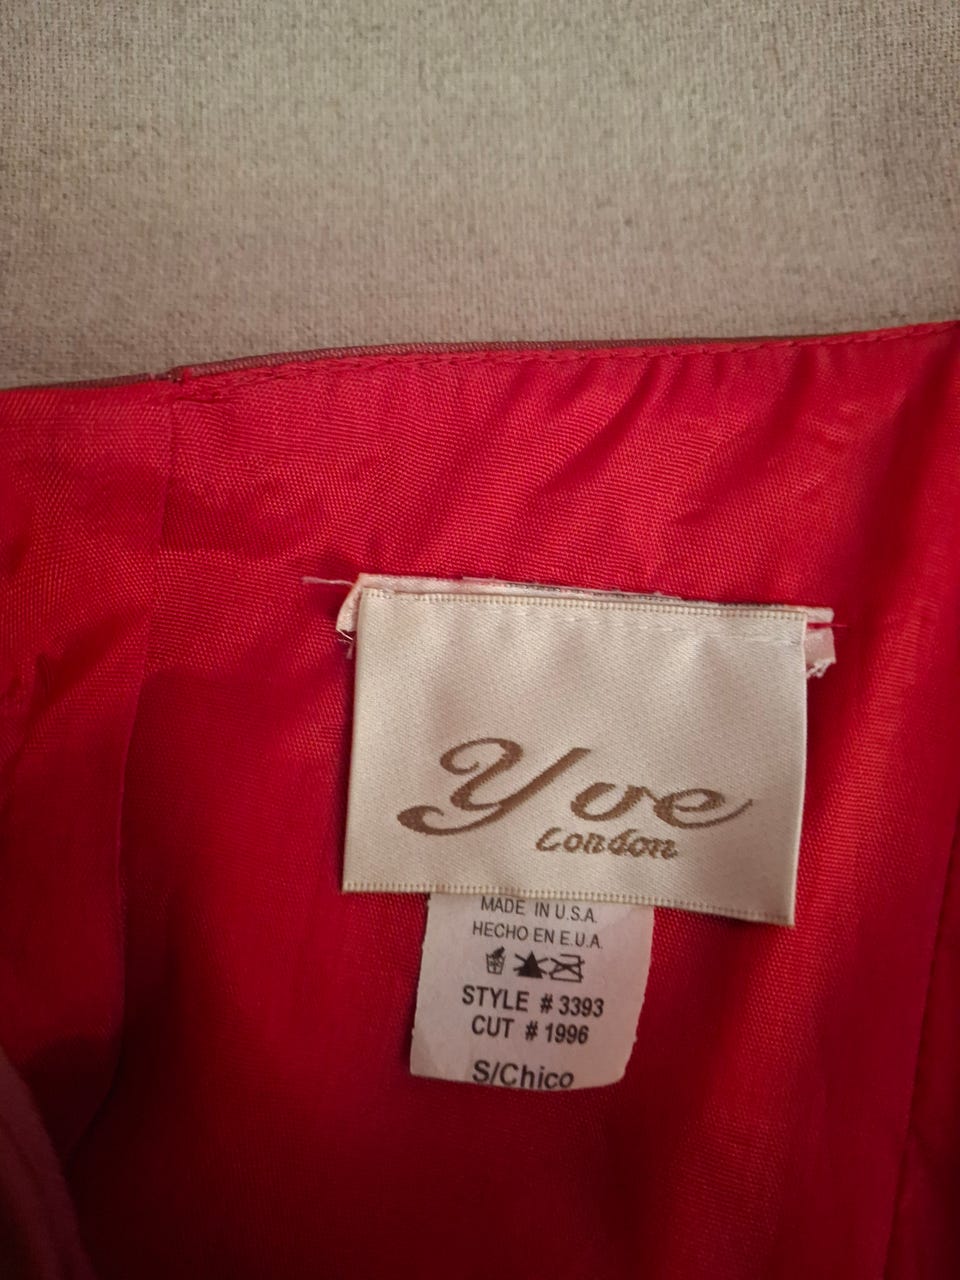 Yve
London
MADE IN U.S.A.
HECHO EN E.U.A.
STYLE # 3393
CUT # 1996
S/Chico